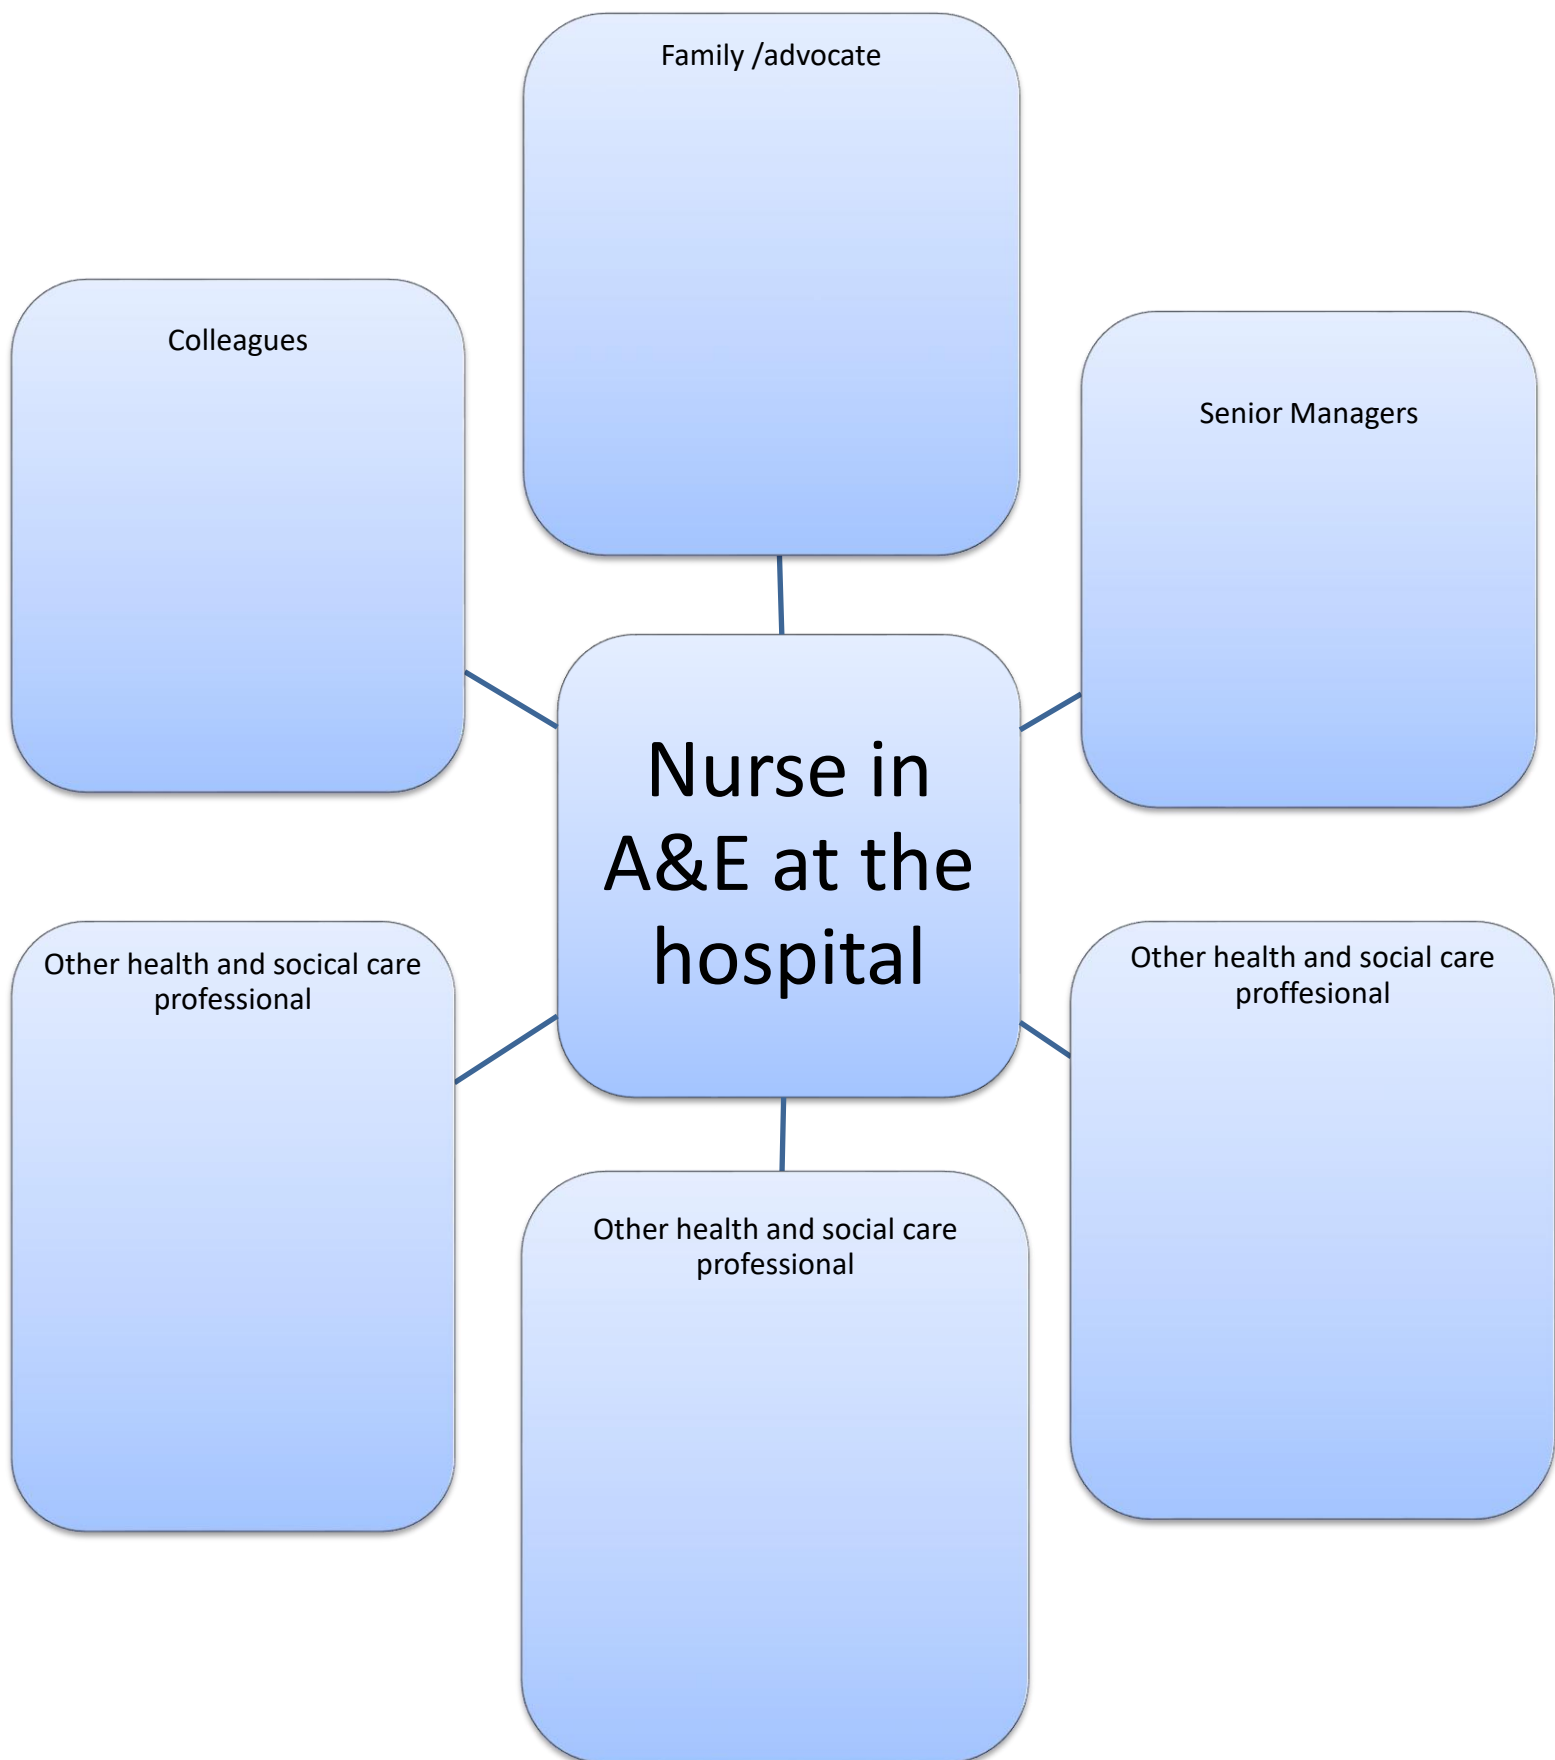 Family /advocate
Colleagues
Senior Managers
Nurse in
A&E at the
hospital
Other health and socical care
professional
Other health and social care
proffesional
Other health and social care
professional